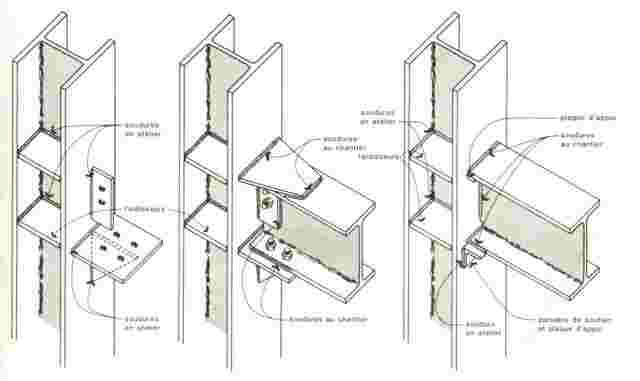 soudures
en atelier
raidisseurs
soudures
en atelier
soudures
au chantier
soudures au chantier
soudures
en atelier
raidisseurs
plaque d'appui
soudures
au chantier
soudure
en atelier
cornière de soutien
et plaque d'appui